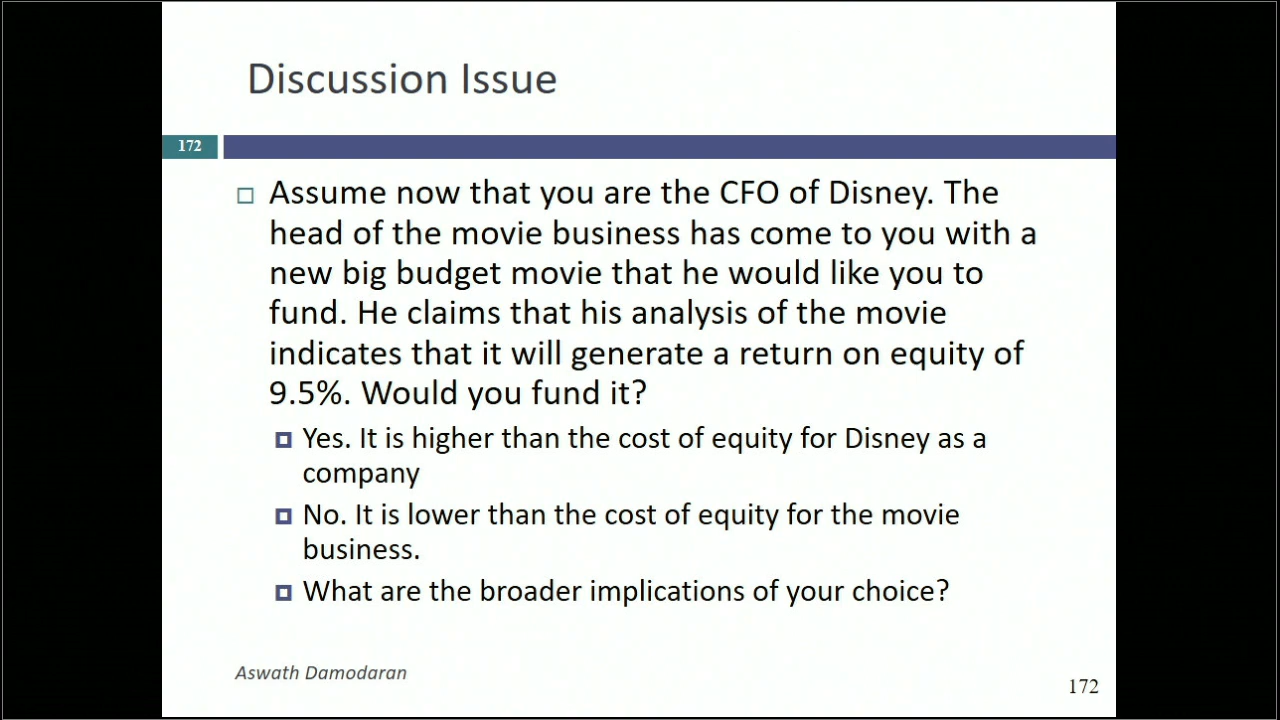 Discussion Issue
172
Assume now that you are the CFO of Disney. The
head of the movie business has come to you with a
new big budget movie that he would like you to
fund. He claims that his analysis of the movie
indicates that it will generate a return on equity of
9.5%. Would you fund it?
Yes. It is higher than the cost of equity for Disney as a
company
No. It is lower than the cost of equity for the movie
business.
What are the broader implications of your choice?
Aswath Damodaran
172